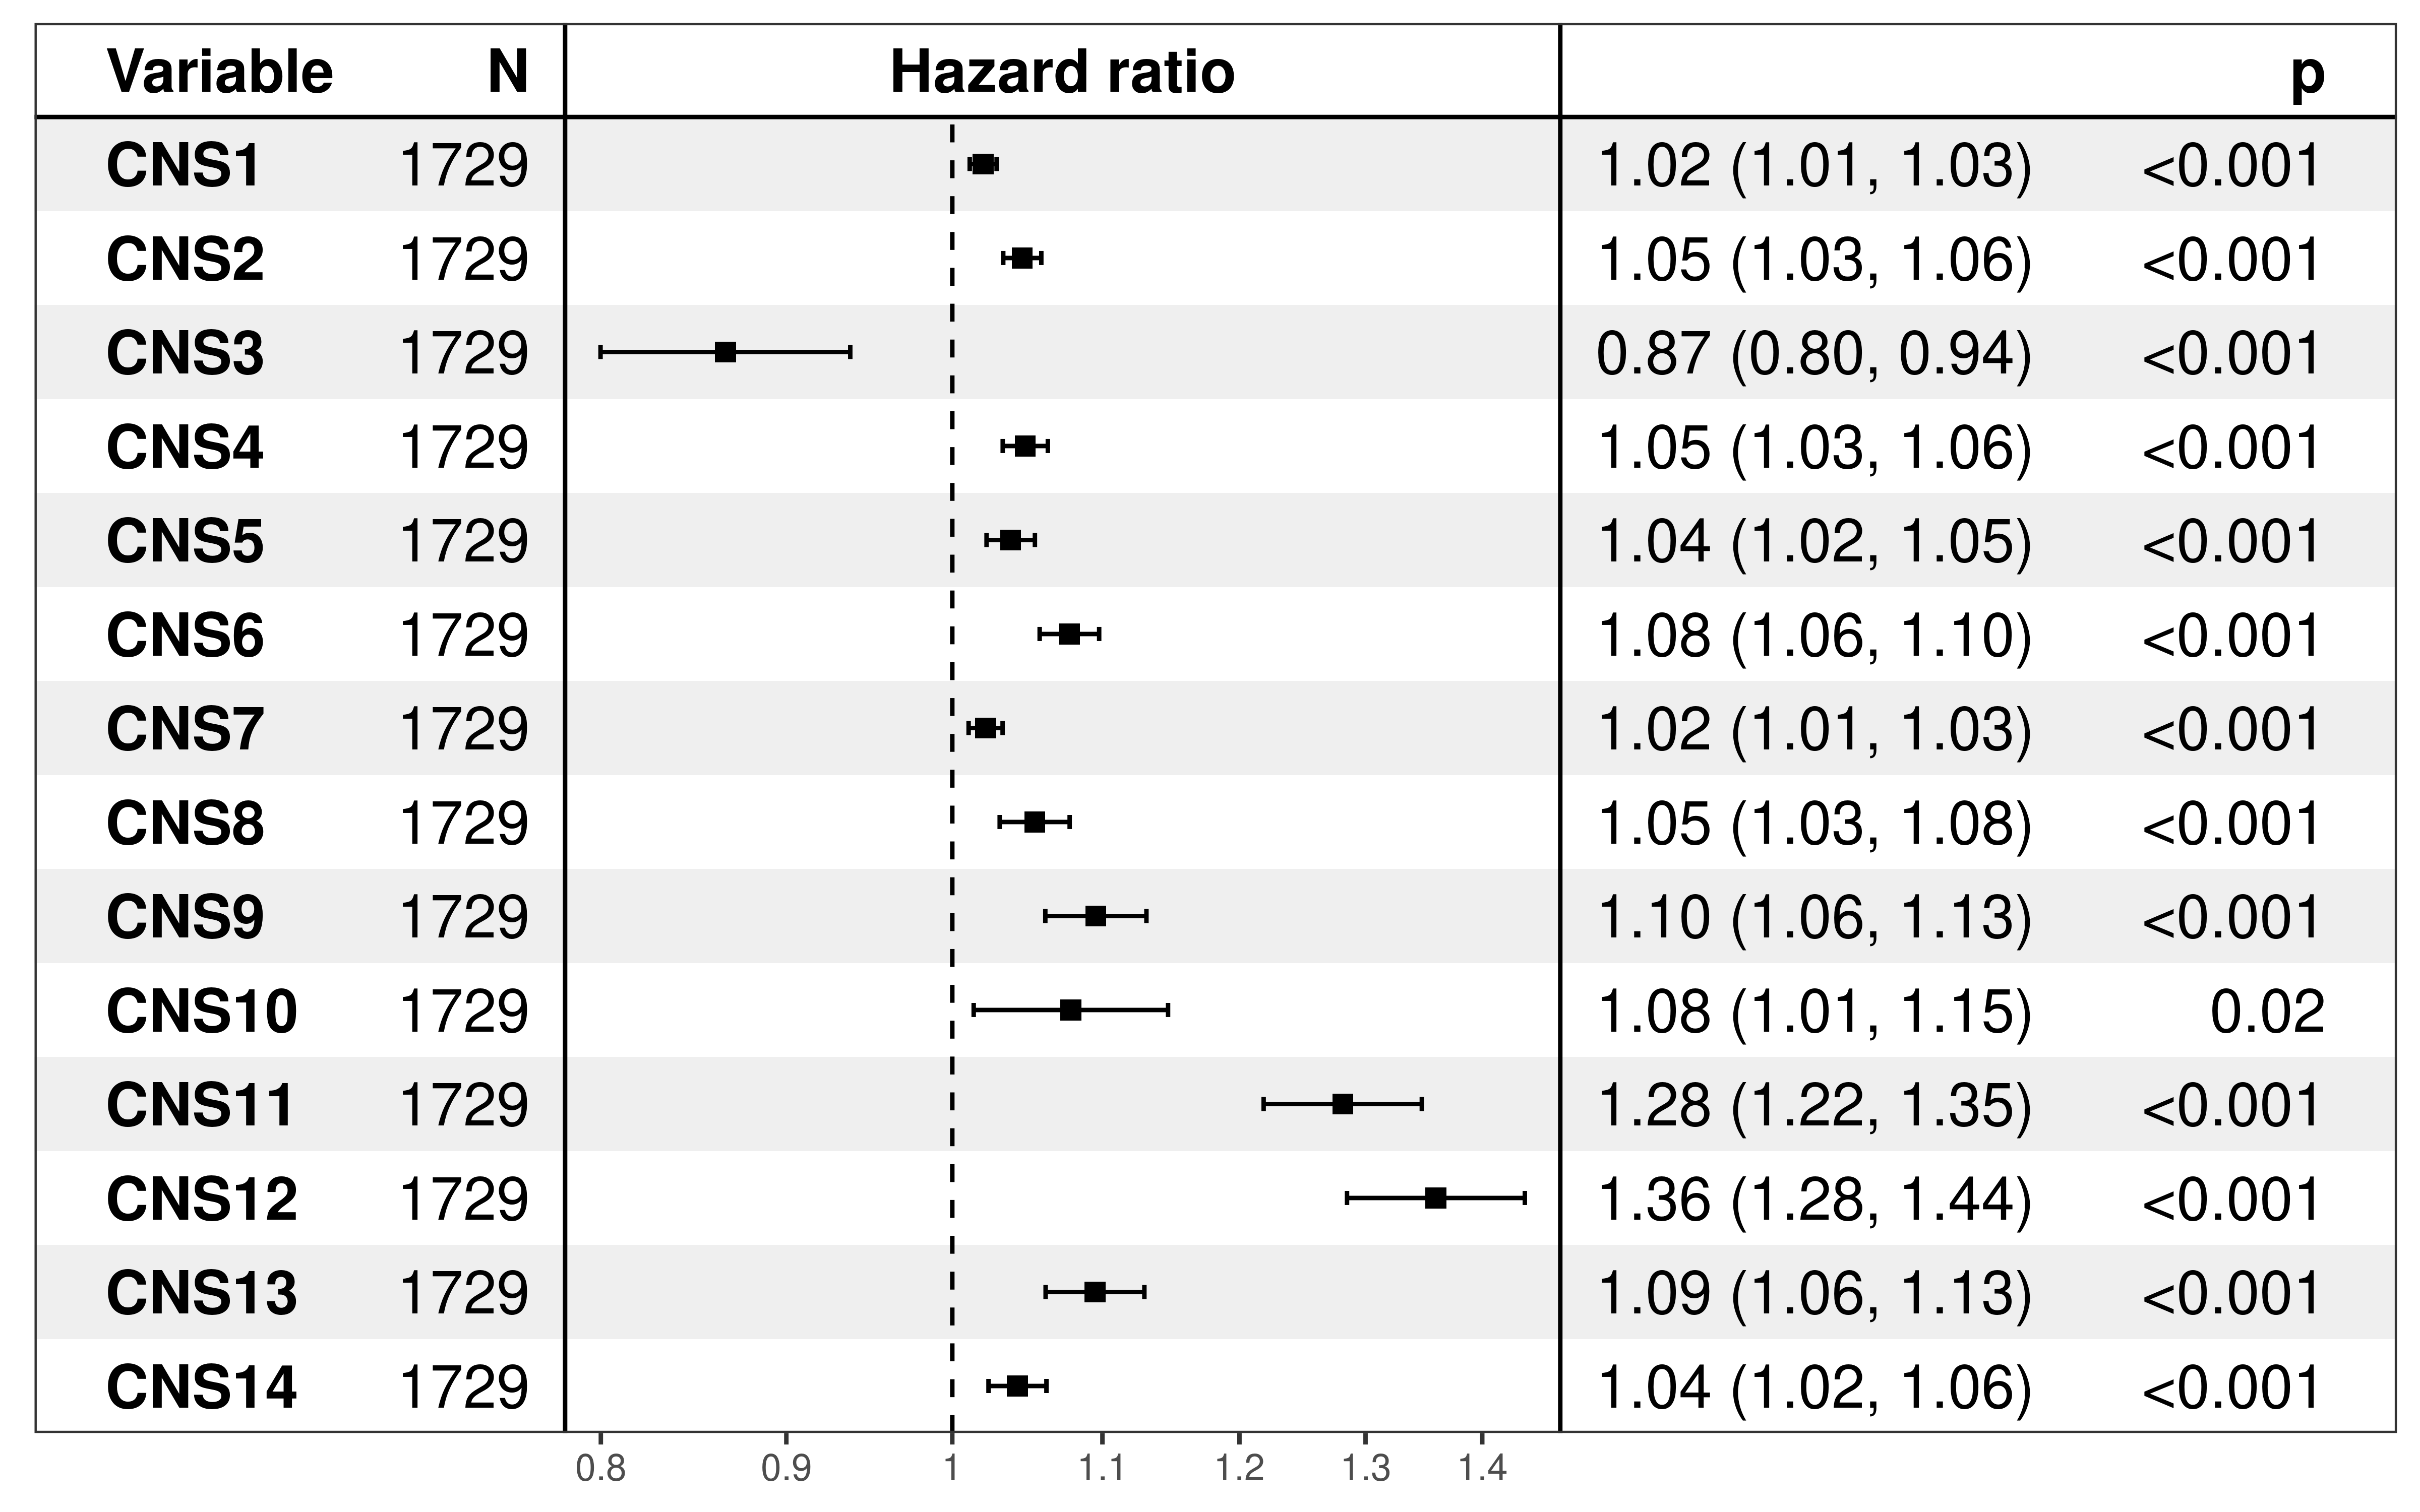 Variable N Hazard ratio p
CNS1 1729 1.02 (1.01, 1.03) <0.001
CNS2 1729 1.05 (1.03, 1.06) <0.001
CNS3 1729 0.87 (0.80, 0.94) <0.001
CNS4 1729 1.05 (1.03, 1.06) <0.001
CNS5 1729 1.04 (1.02, 1.05) <0.001
CNS6 1729 1.08 (1.06, 1.10) <0.001
CNS7 1729 1.02 (1.01, 1.03) <0.001
CNS8 1729 1.05 (1.03, 1.08) <0.001
CNS9 1729 1.10 (1.06, 1.13) <0.001
CNS10 1729 1.08 (1.01, 1.15) 0.02
CNS11 1729 1.28 (1.22, 1.35) <0.001
CNS12 1729 1.36 (1.28, 1.44) <0.001
CNS13 1729 1.09 (1.06, 1.13) <0.001
CNS14 1729 1.04 (1.02, 1.06) <0.001
0.8 0.9 1 1.1 1.2 1.3 1.4